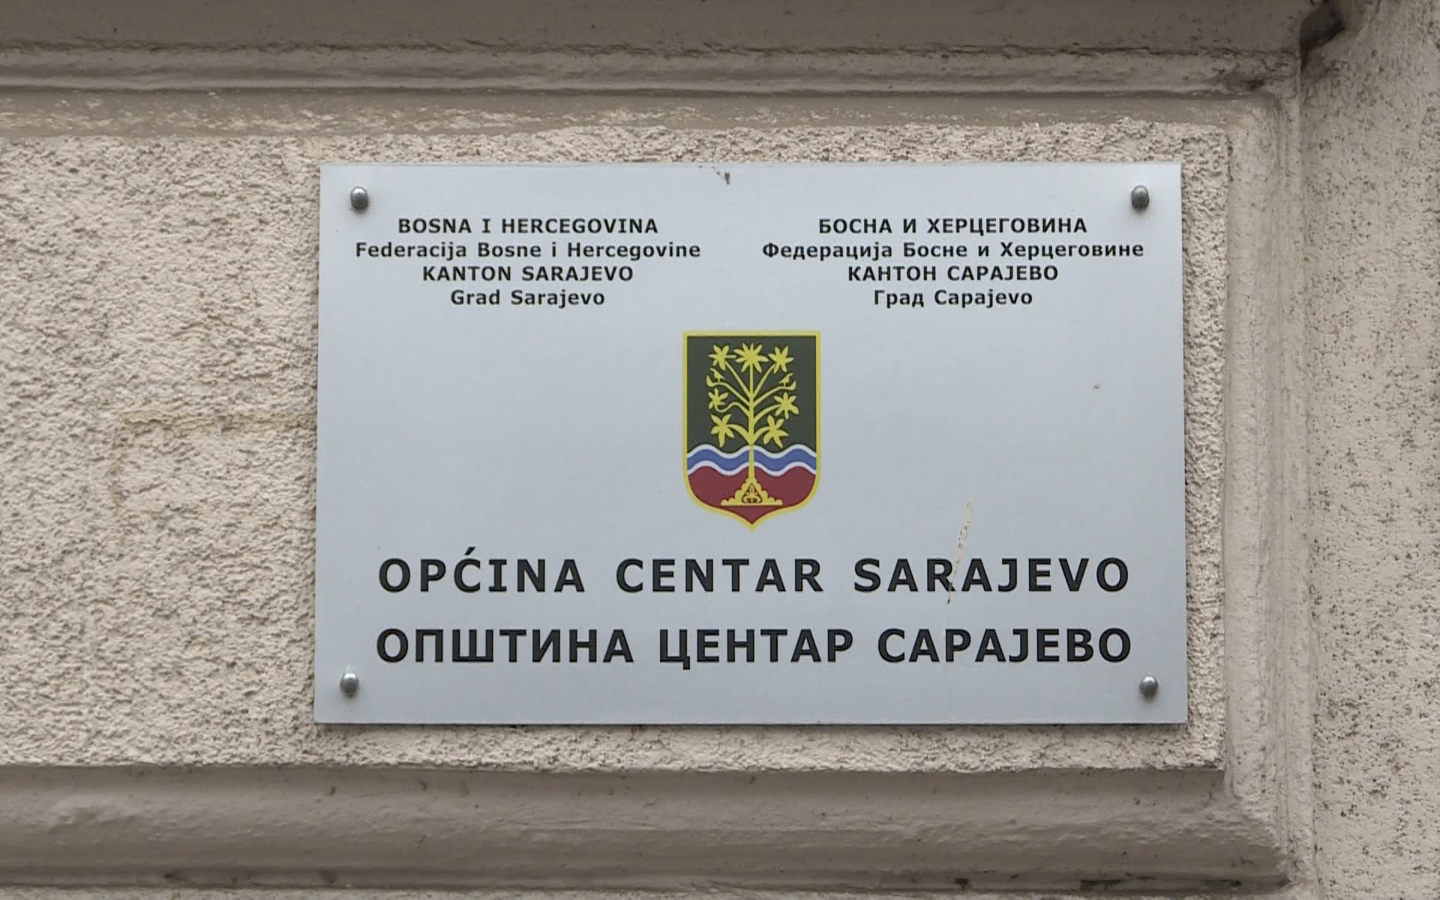 BOSNA I HERCEGOVINA
Federacija Bosne i Hercegovine
KANTON SARAJEVO
Grad Sarajevo
БОСНА И ХЕРЦЕГОВИНА
Федерација Босне и Херцеговине
КАНТОН САРАЈЕВО
Град Сарајево
OPĆINA CENTAR SARAJEVO
ОПШТИНА ЦЕНТАР САРАЈЕВО